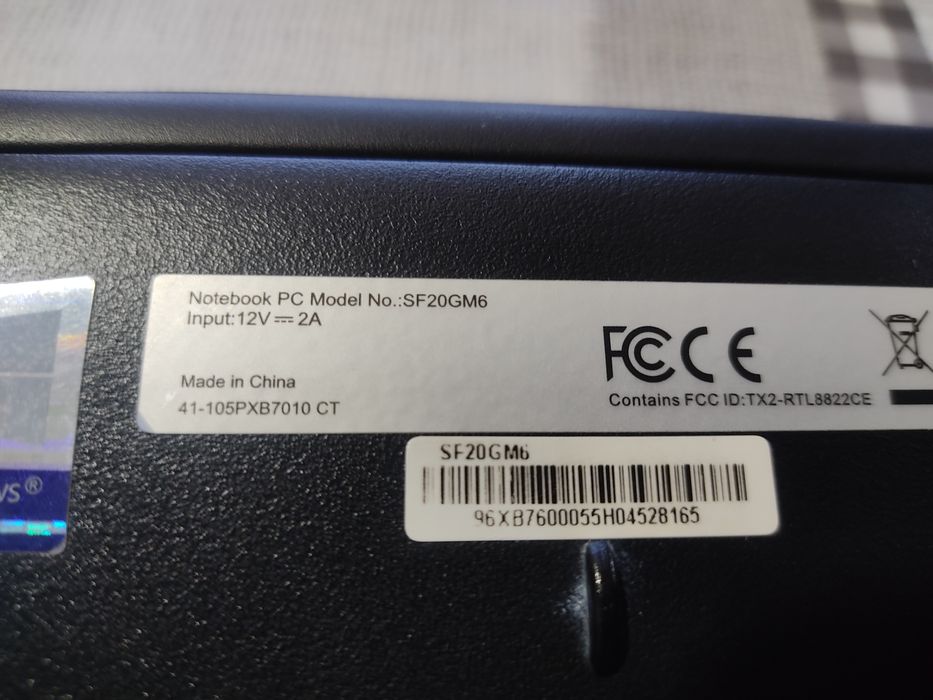 Notebook PC Model No.:SF20GM6
Input:12V⎓2A
Made in China
41-105PXB7010 CT
FC CE
Contains FCC ID:TX2-RTL8822CE
SF20GM6
96XB7600055H04528165
ws®